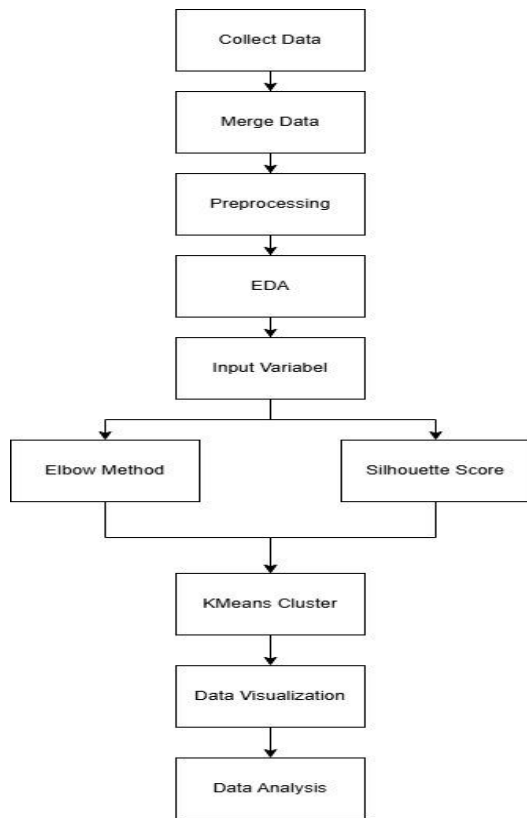 Collect Data
Merge Data
Preprocessing
EDA
Input Variabel
Elbow Method
Silhouette Score
KMeans Cluster
Data Visualization
Data Analysis